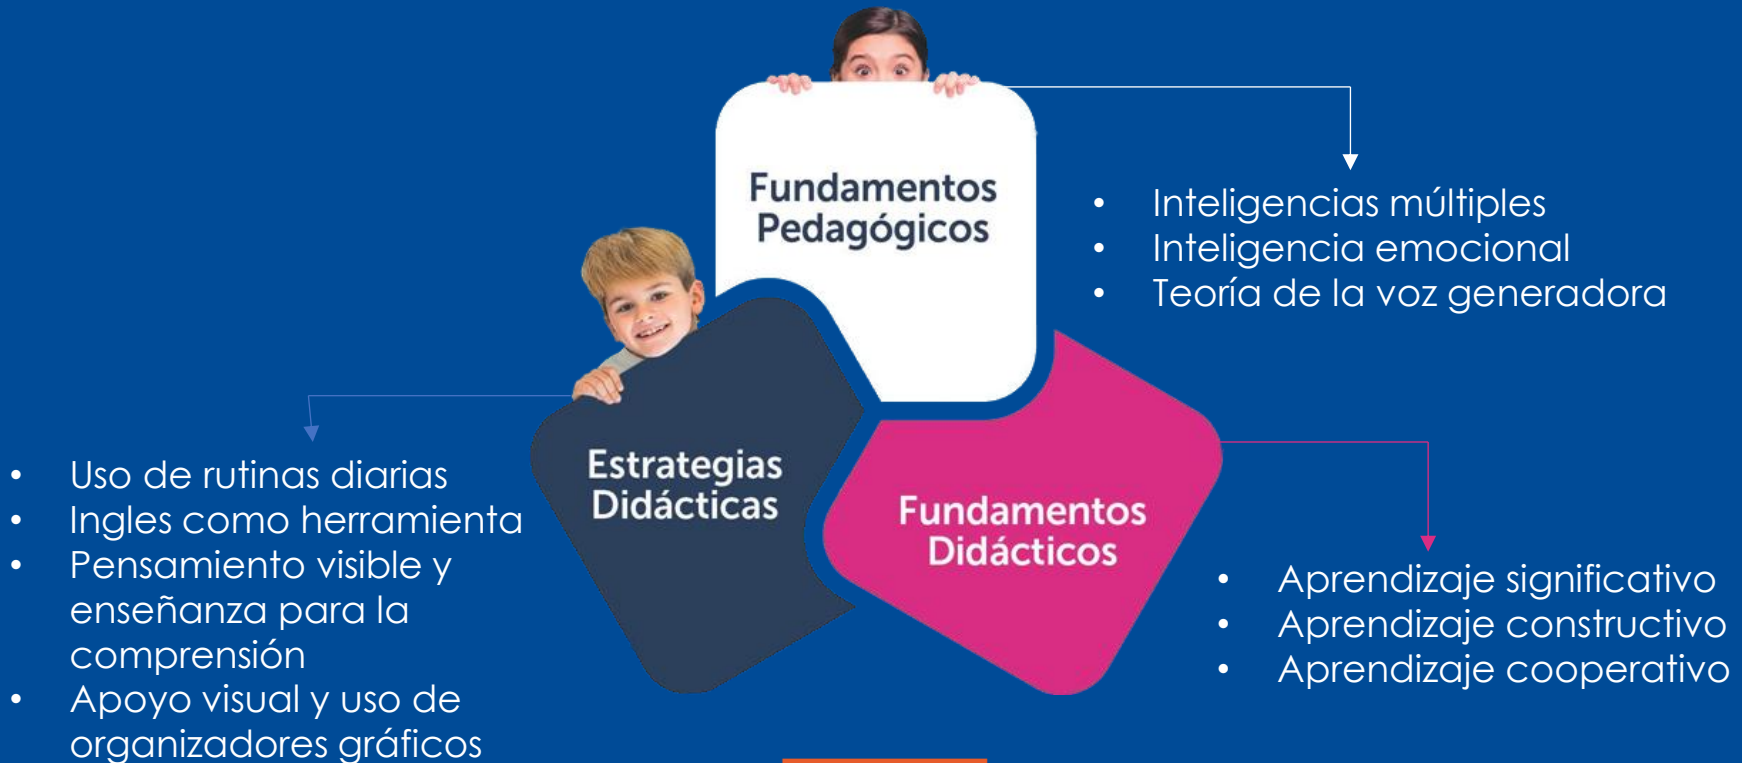 Fundamentos
Pedagógicos
• Inteligencias múltiples
• Inteligencia emocional
• Teoría de la voz generadora
Estrategias
Didácticas
• Uso de rutinas diarias
• Ingles como herramienta
• Pensamiento visible y
enseñanza para la
comprensión
• Apoyo visual y uso de
organizadores gráficos
Fundamentos
Didácticos
• Aprendizaje significativo
• Aprendizaje constructivo
• Aprendizaje cooperativo